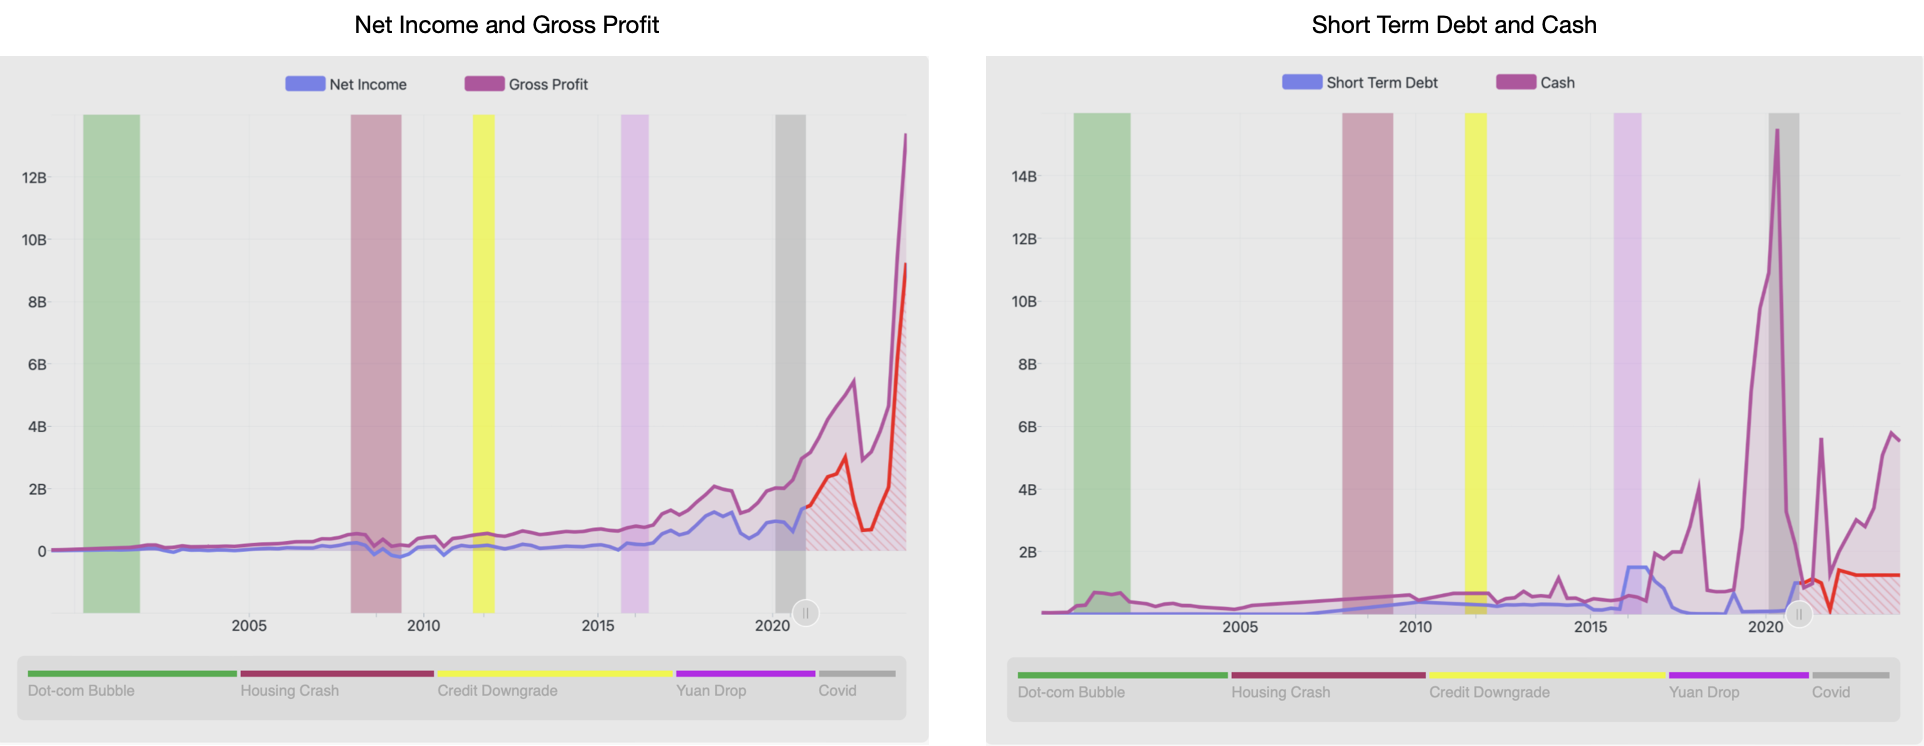 Net Income and Gross Profit
Net Income Gross Profit
12B
10B
8B
6B
4B
2B
0
2005 2010 2015 2020
Dot-com Bubble Housing Crash Credit Downgrade Yuan Drop Covid
Short Term Debt and Cash
Short Term Debt Cash
14B
12B
10B
8B
6B
4B
2B
2005 2010 2015 2020
Dot-com Bubble Housing Crash Credit Downgrade Yuan Drop Covid